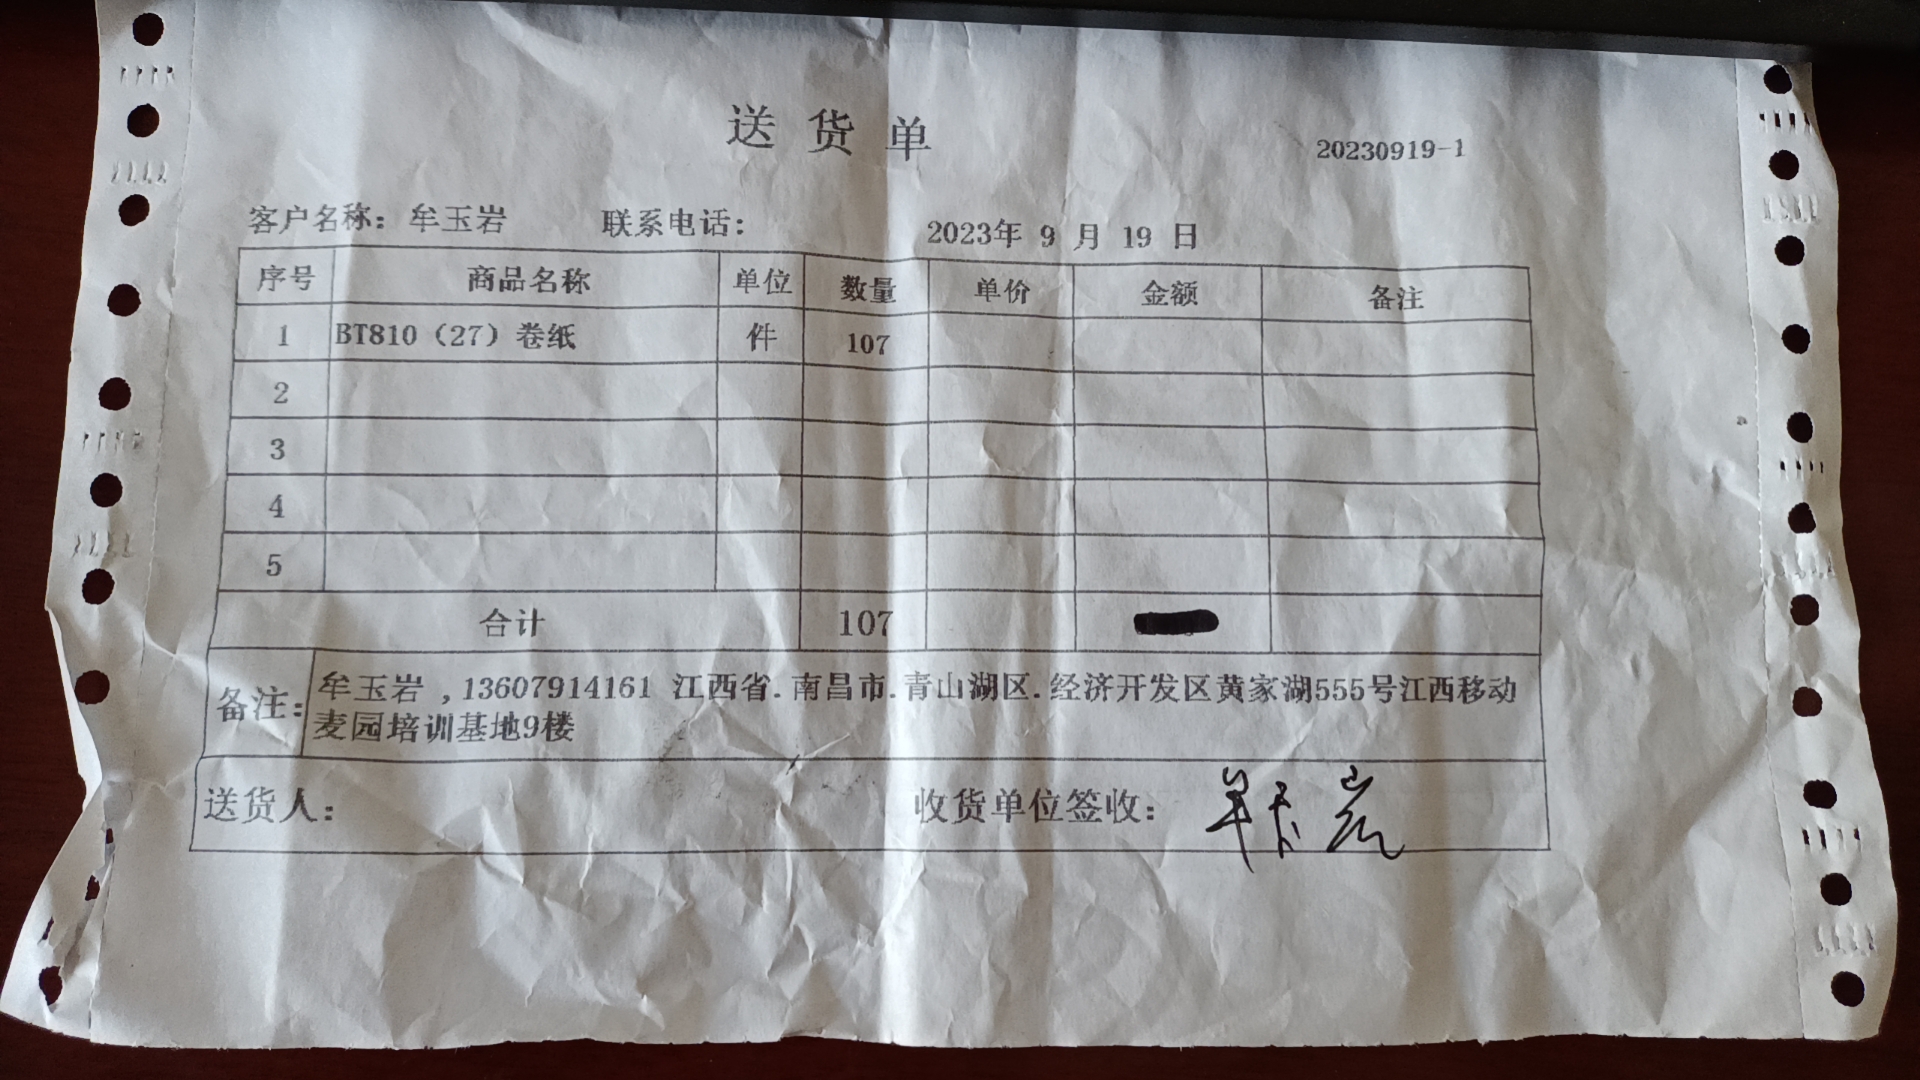 送货单
20230919-1
客户名称：牟玉岩 联系电话： 2023年 9 月 19 日
序号 商品名称 单位 数量 单价 金额 备注
1 BT810（27）卷纸 件 107
2
3
4
5
合计 107
备注： 牟玉岩，13607914161 江西省.南昌市.青山湖区.经济开发区黄家湖555号江西移动
麦园培训基地9楼
送货人： 收货单位签收： 牟玉岩